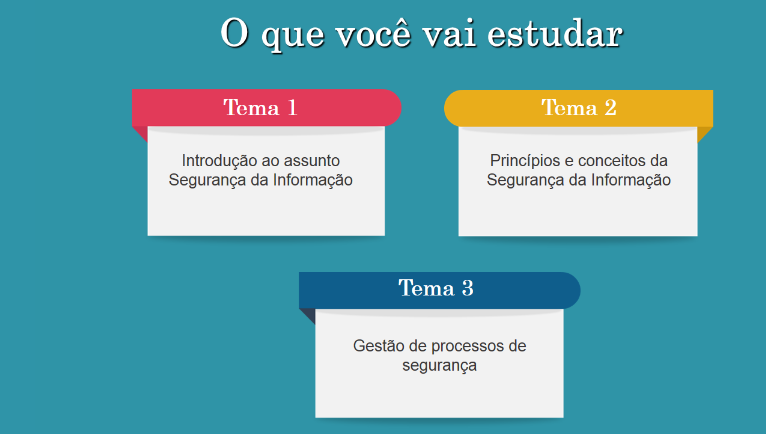 O que você vai estudar
Tema 1
Introdução ao assunto
Segurança da Informação
Tema 2
Princípios e conceitos da
Segurança da Informação
Tema 3
Gestão de processos de
segurança